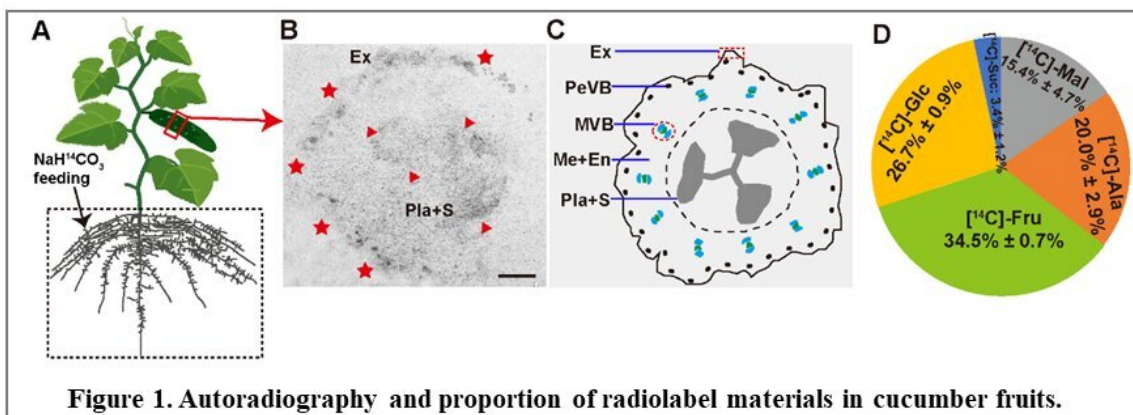 A
NaH¹⁴CO₃
feeding
B
Ex
Pla+S
C
Ex
PeVB
MVB
Me+En
Pla+S
D
[¹⁴C]-Suc: 3.4% ± 1.2%
[¹⁴C]-Mal
15.4% ± 4.7%
[¹⁴C]-Ala
20.0% ± 2.9%
[¹⁴C]-Fru
34.5% ± 0.7%
[¹⁴C]-Glc
26.7% ± 0.9%
Figure 1. Autoradiography and proportion of radiolabel materials in cucumber fruits.